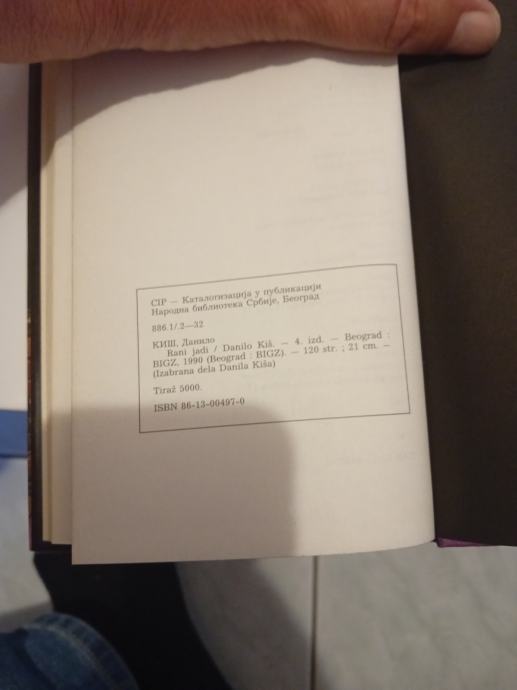 CIP — Каталогизација у публикацији
Народна библиотека Србије, Београд
886.1/.2—32
КИШ, Данило
Rani jadi / Danilo Kiš. — 4. izd. — Beograd :
BIGZ, 1990 (Beograd : BIGZ). — 120 str. ; 21 cm. —
(Izabrana dela Danila Kiša)
Tiraž 5000.
ISBN 86-13-00497-0